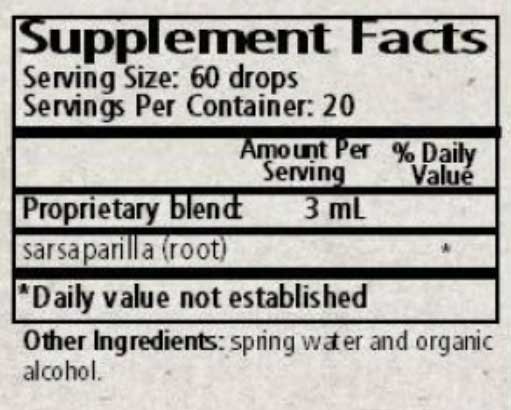 Supplement Facts
Serving Size: 60 drops
Servings Per Container: 20
Amount Per Serving % Daily Value
Proprietary blend: 3 mL
sarsaparilla (root) *
*Daily value not established
Other Ingredients: spring water and organic
alcohol.